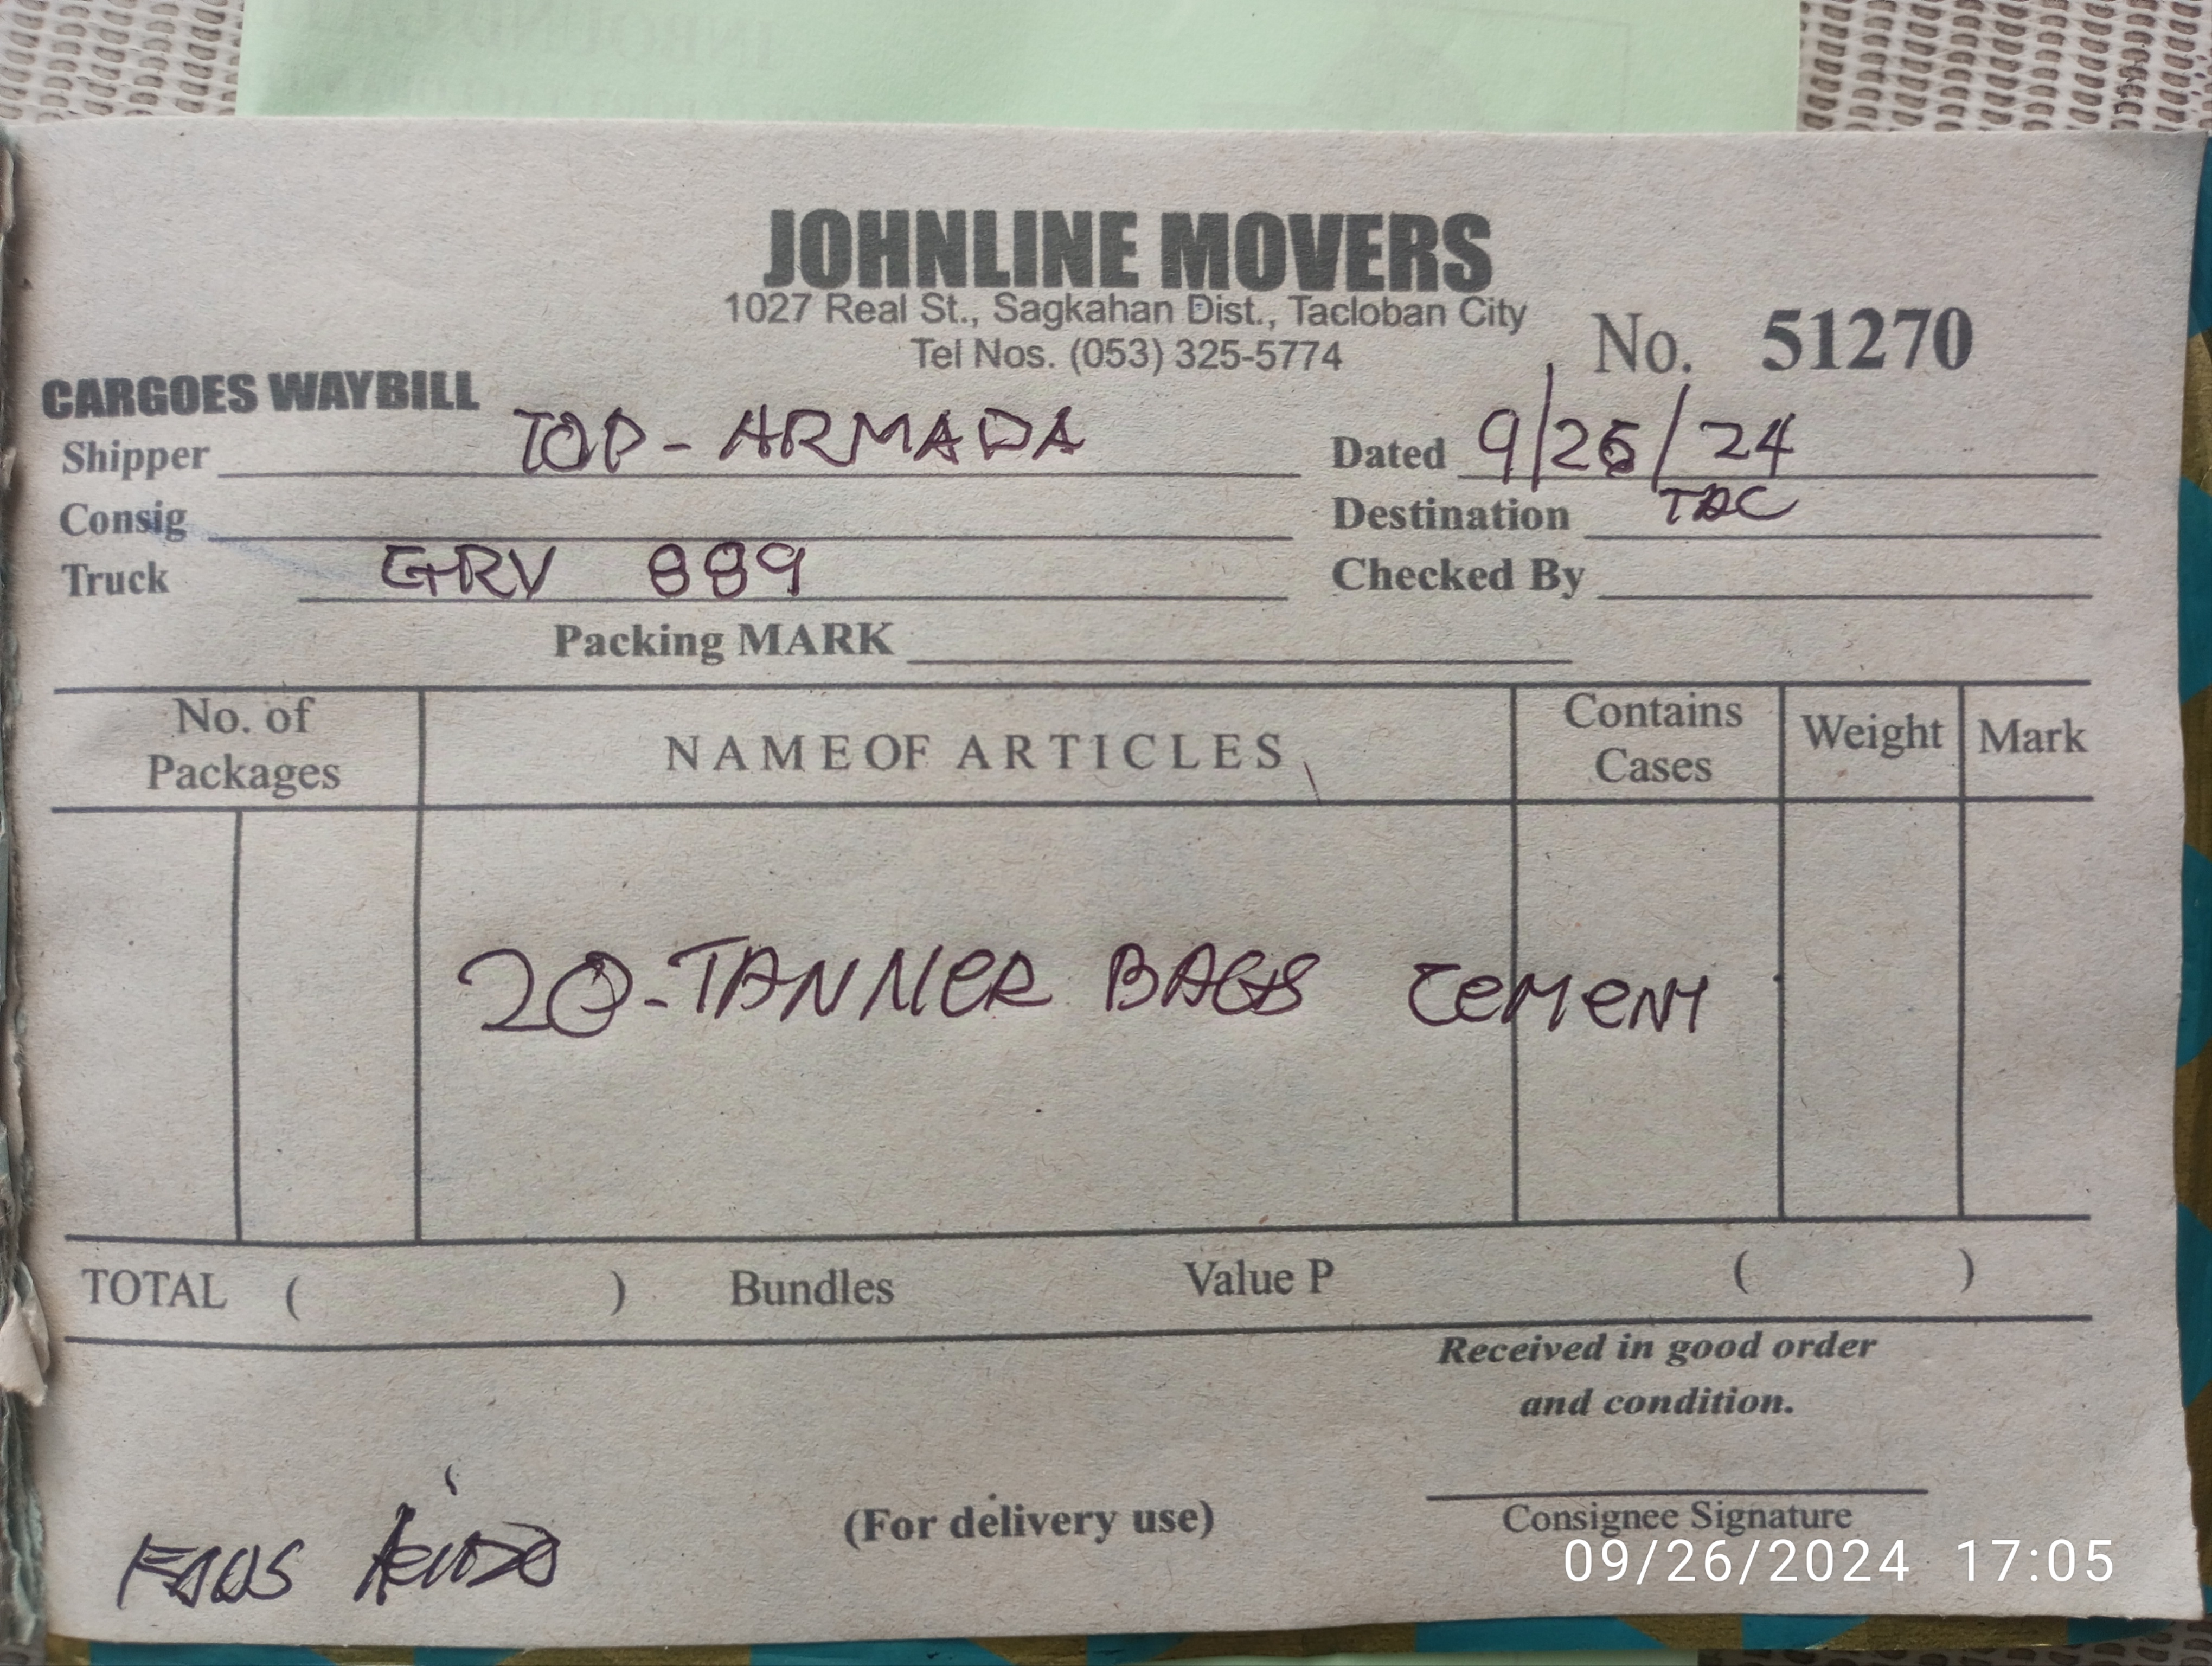 JOHNLINE MOVERS
1027 Real St., Sagkahan Dist., Tacloban City
Tel Nos. (053) 325-5774
No. 51270
CARGOES WAYBILL
Shipper TOP-ARMADA Dated 9/26/24
Consig Destination TAC
Truck GRV 889 Checked By
Packing MARK
No. of Packages NAME OF ARTICLES Contains Cases Weight Mark
20-TANNER BAGS CEMENT
TOTAL ( ) Bundles Value P ( )
Received in good order
and condition.
(For delivery use)
Consignee Signature
09/26/2024 17:05